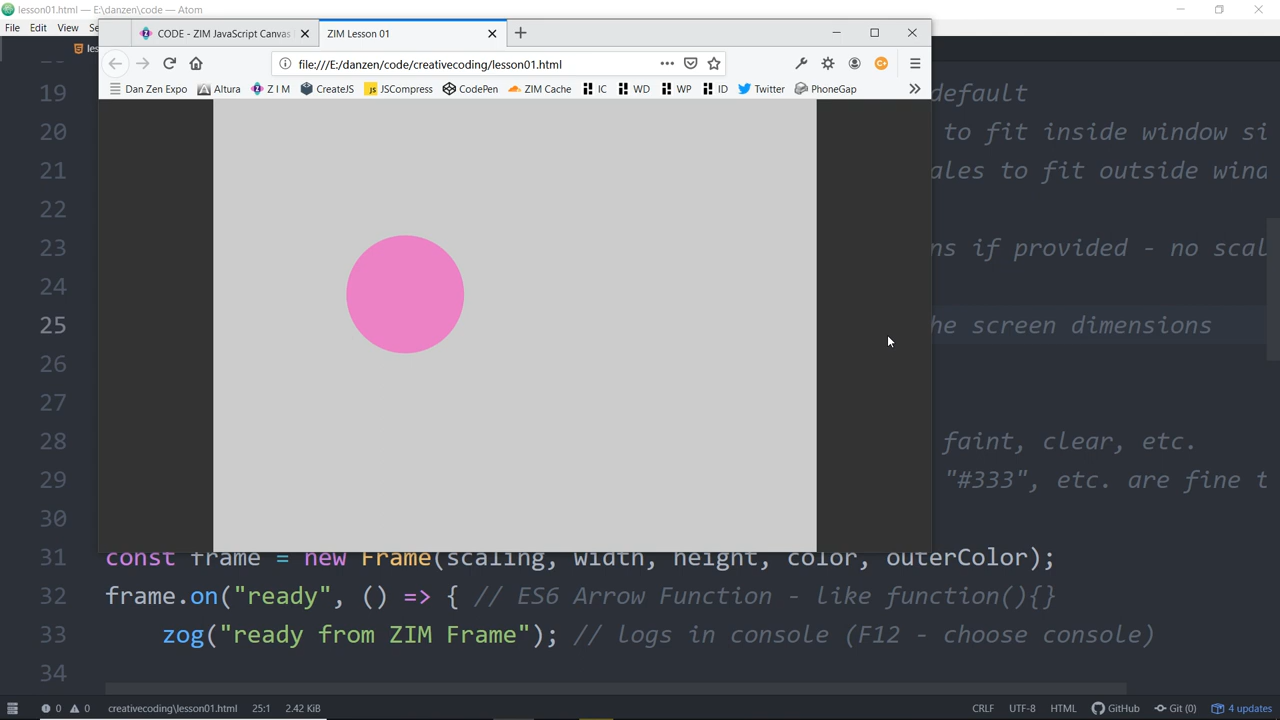 lesson01.html — E:\danzen\code — Atom
File Edit View Se
les
CODE - ZIM JavaScript Canvas
ZIM Lesson 01
file:///E:/danzen/code/creativecoding/lesson01.html
Dan Zen Expo Altura Z I M CreateJS JS JSCompress CodePen ZIM Cache IC WD WP ID Twitter PhoneGap
19 default
20 to fit inside window si
21 ales to fit outside wind
22
23 ns if provided - no scal
24
25 he screen dimensions
26
27
28 faint, clear, etc.
29 "#333", etc. are fine t
30
31 const frame = new Frame(scaling, width, height, color, outerColor);
32 frame.on("ready", () => { // ES6 Arrow Function - like function(){}
33 zog("ready from ZIM Frame"); // logs in console (F12 - choose console)
34
0 0 creativecoding\lesson01.html 25:1 2.42 KiB CRLF UTF-8 HTML GitHub Git (0) 4 updates